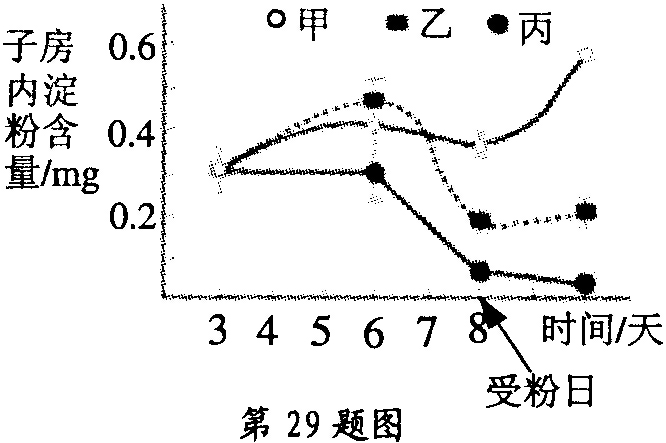 甲 乙 丙
子房内淀粉含量/mg
0.6
0.4
0.2
3 4 5 6 7 8 时间/天
受粉日
第 29 题图